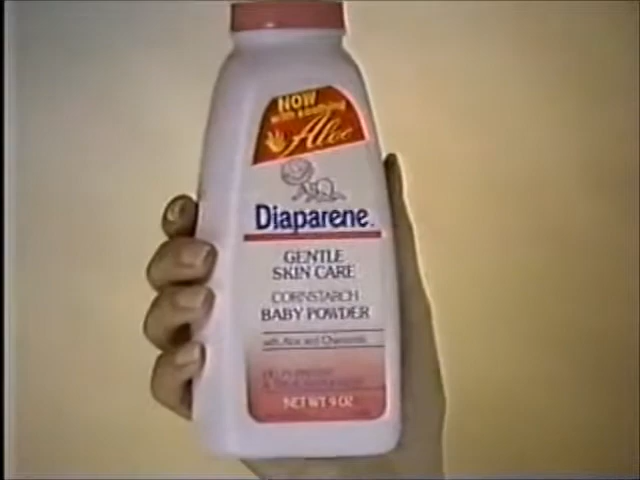 NOW
with soothing
Aloe
Diaparene
GENTLE
SKIN CARE
CORNSTARCH
BABY POWDER
with Aloe and Chamomile
NET WT 9 OZ